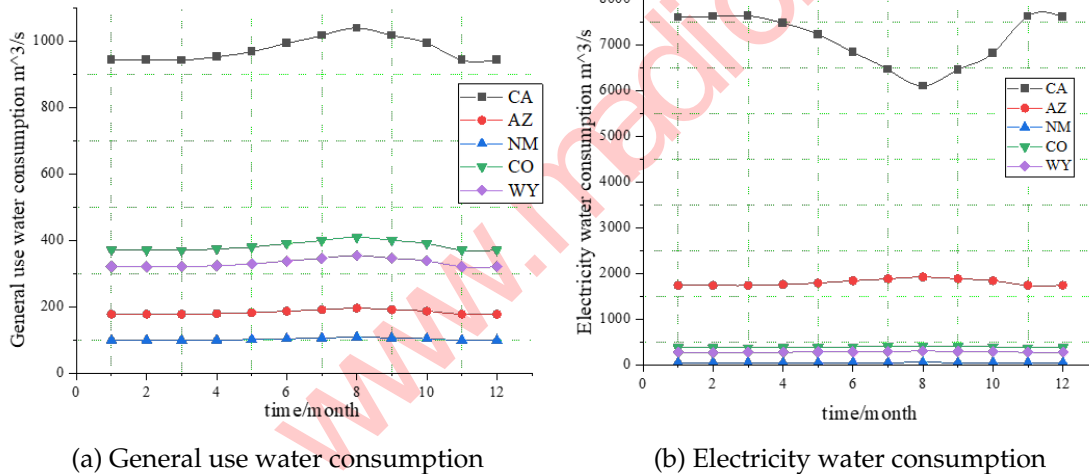 General use water consumption m^3/s
1000
800
600
400
200
0
0
2
4
6
8
10
12
time/month
CA
AZ
NM
CO
WY
(a) General use water consumption
Electricity water consumption m^3/s
8000
7000
6000
5000
4000
3000
2000
1000
0
0
2
4
6
8
10
12
time/month
CA
AZ
NM
CO
WY
(b) Electricity water consumption